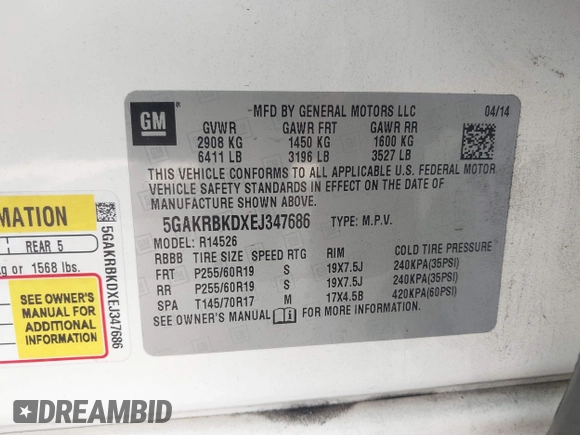 GM
MFD BY GENERAL MOTORS LLC 04/14
GVWR GAWR FRT GAWR RR
2908 KG 1450 KG 1600 KG
6411 LB 3196 LB 3527 LB
THIS VEHICLE CONFORMS TO ALL APPLICABLE U.S. FEDERAL MOTOR
VEHICLE SAFETY STANDARDS IN EFFECT ON THE DATE OF
MANUFACTURE SHOWN ABOVE.
5GAKRBKDXEJ347686 TYPE: M.P.V.
MODEL: R14526
RBBB TIRE SIZE SPEED RTG RIM COLD TIRE PRESSURE
FRT P255/60R19 S 19X7.5J 240KPA(35PSI)
RR P255/60R19 S 19X7.5J 240KPA(35PSI)
SPA T145/70R17 M 17X4.5B 420KPA(60PSI)
SEE OWNER'S MANUAL FOR MORE INFORMATION.
MATION
REAR 5
kg or 1568 lbs.
SEE OWNER'S
MANUAL FOR
ADDITIONAL
INFORMATION
5GAKRBKDXEJ347686
DREAMBID